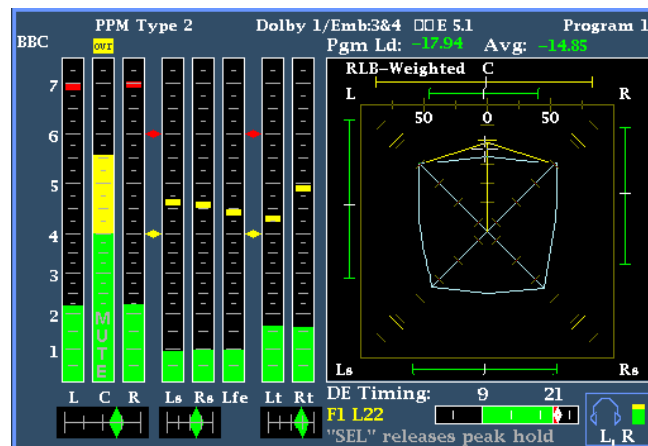 PPM Type 2 Dolby 1/Emb:3&4 E 5.1 Program 1
BBC OVR Pgm Ld: -17.94 Avg: -14.85
RLB-Weighted C
L R
50 0 50
7
6
5
4
3
2
1
MUTE
Ls Rs
L C R Ls Rs Lfe Lt Rt
DE Timing: 9 21
F1 L22
"SEL" releases peak hold
L R